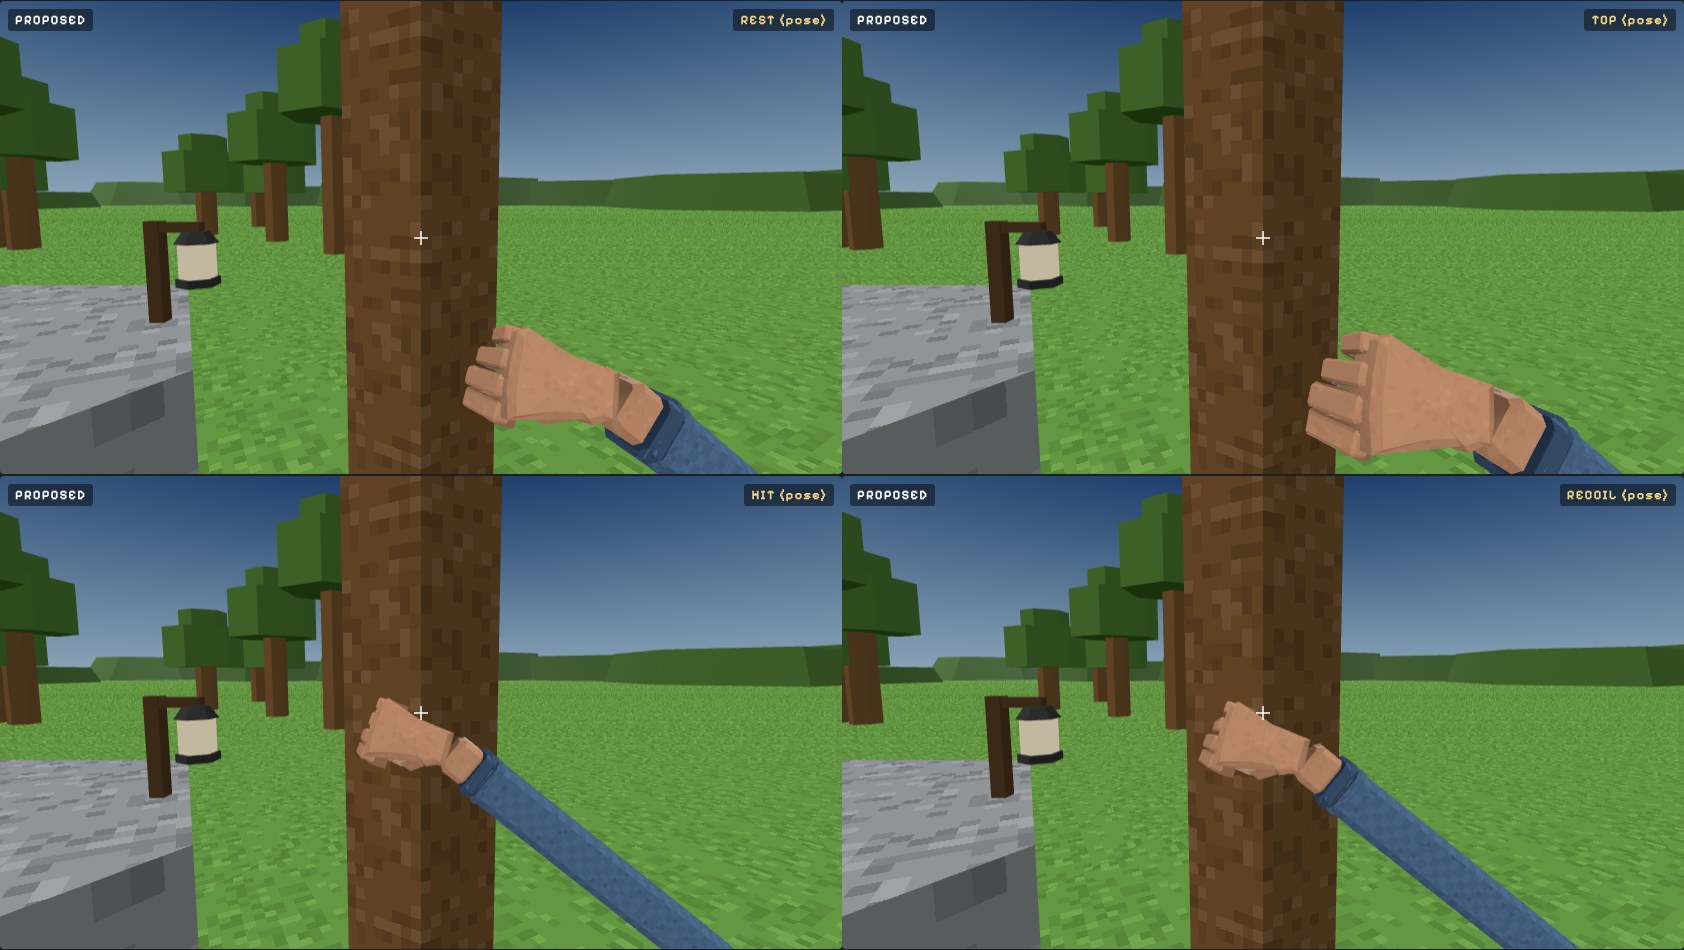 PROPOSED
REST (pose)
PROPOSED
TOP (pose)
PROPOSED
HIT (pose)
PROPOSED
RECOIL (pose)